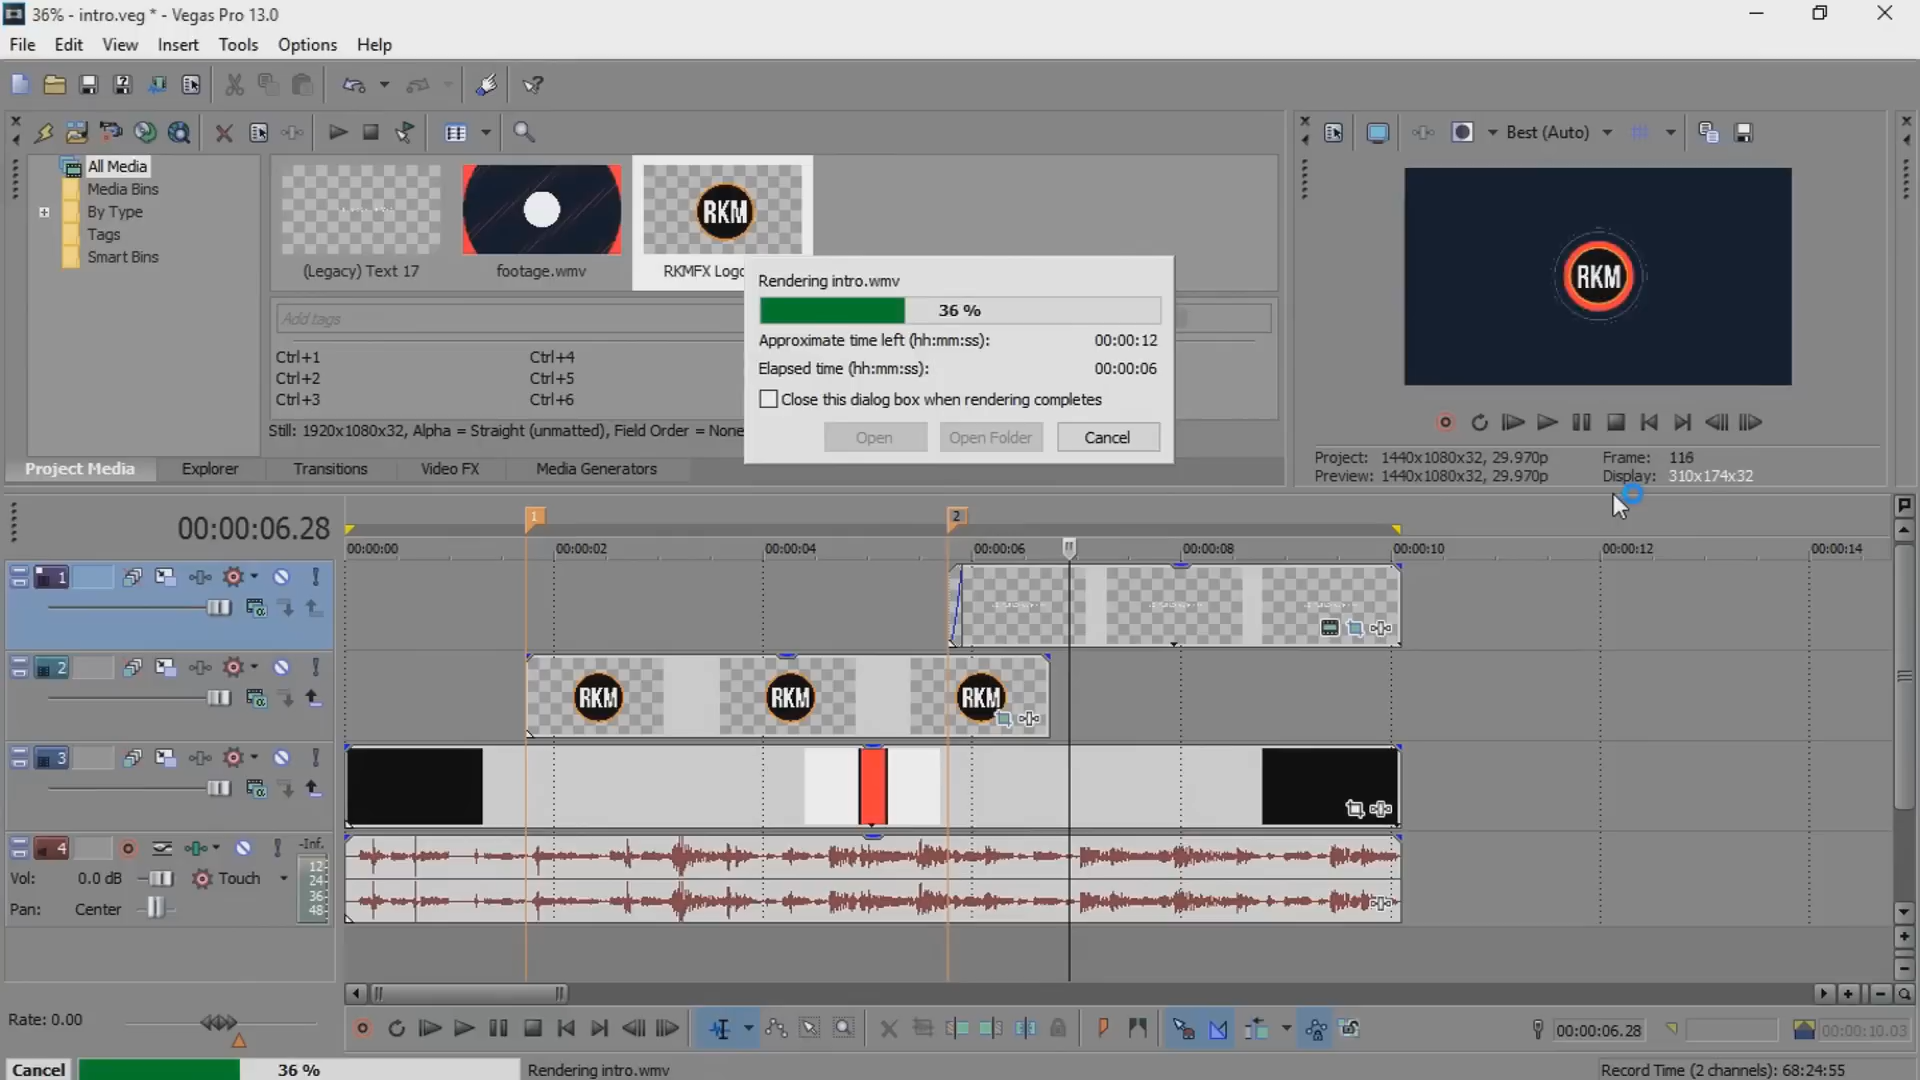 36% - intro.veg * - Vegas Pro 13.0
File Edit View Insert Tools Options Help
Best (Auto)
All Media
Media Bins
By Type
Tags
Smart Bins
RKM
(Legacy) Text 17 footage.wmv RKMFX Logo
Add tags
Ctrl+1 Ctrl+4
Ctrl+2 Ctrl+5
Ctrl+3 Ctrl+6
Still: 1920x1080x32, Alpha = Straight (unmatted), Field Order = None
Project Media Explorer Transitions Video FX Media Generators
Rendering intro.wmv
36 %
Approximate time left (hh:mm:ss): 00:00:12
Elapsed time (hh:mm:ss): 00:00:06
Close this dialog box when rendering completes
Open Open Folder Cancel
RKM
Project: 1440x1080x32, 29.970p Frame: 116
Preview: 1440x1080x32, 29.970p Display: 310x174x32
00:00:06.28
1 2
00:00:00 00:00:02 00:00:04 00:00:06 00:00:08 00:00:10 00:00:12 00:00:14
1
2
RKM RKM RKM
3
4
-Inf.
12
24
36
48
Vol: 0.0 dB Touch
Pan: Center
Rate: 0.00
00:00:06.28 00:00:10.03
Cancel 36 % Rendering intro.wmv Record Time (2 channels): 68:24:55